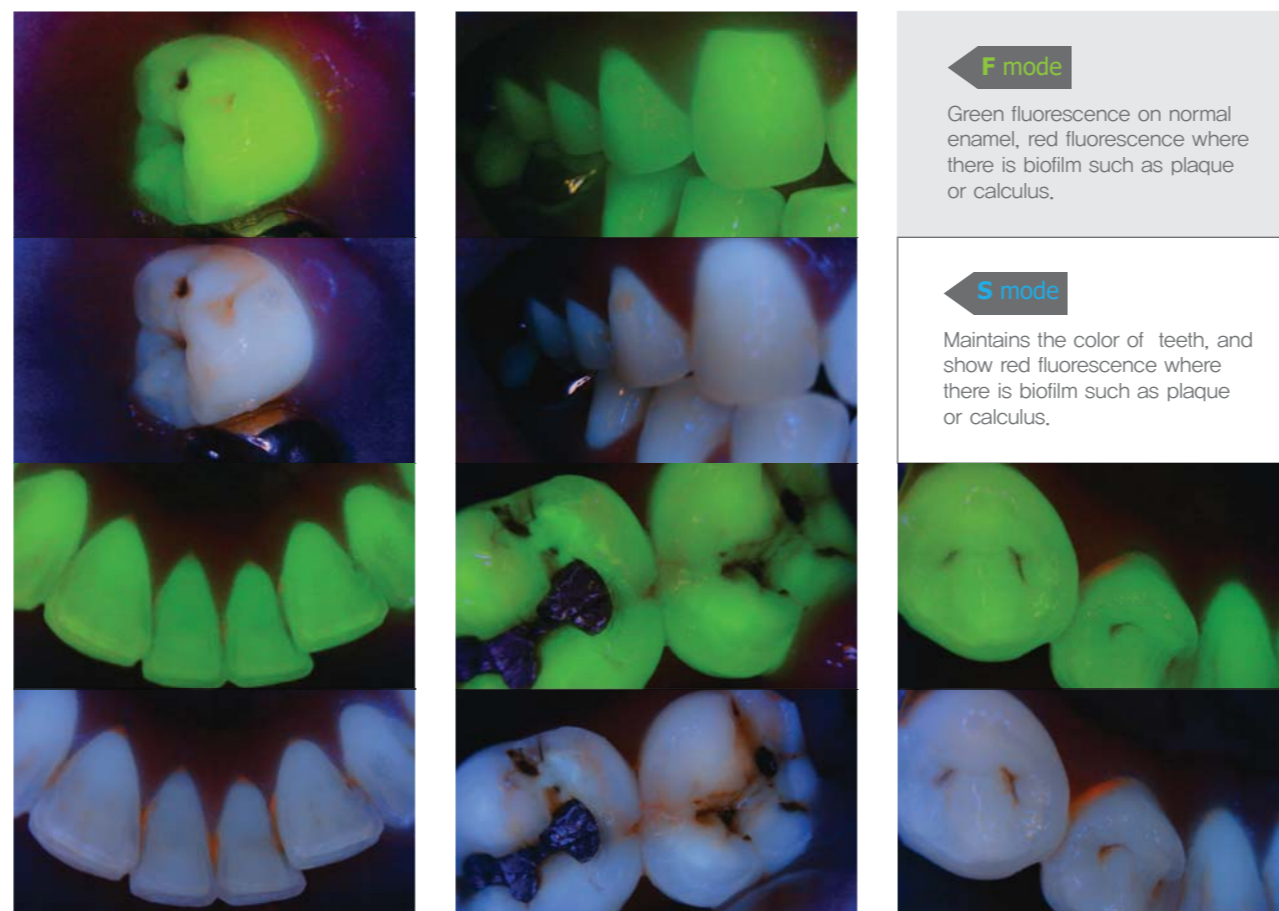 F mode
Green fluorescence on normal
enamel, red fluorescence where
there is biofilm such as plaque
or calculus.
S mode
Maintains the color of teeth, and
show red fluorescence where
there is biofilm such as plaque
or calculus.